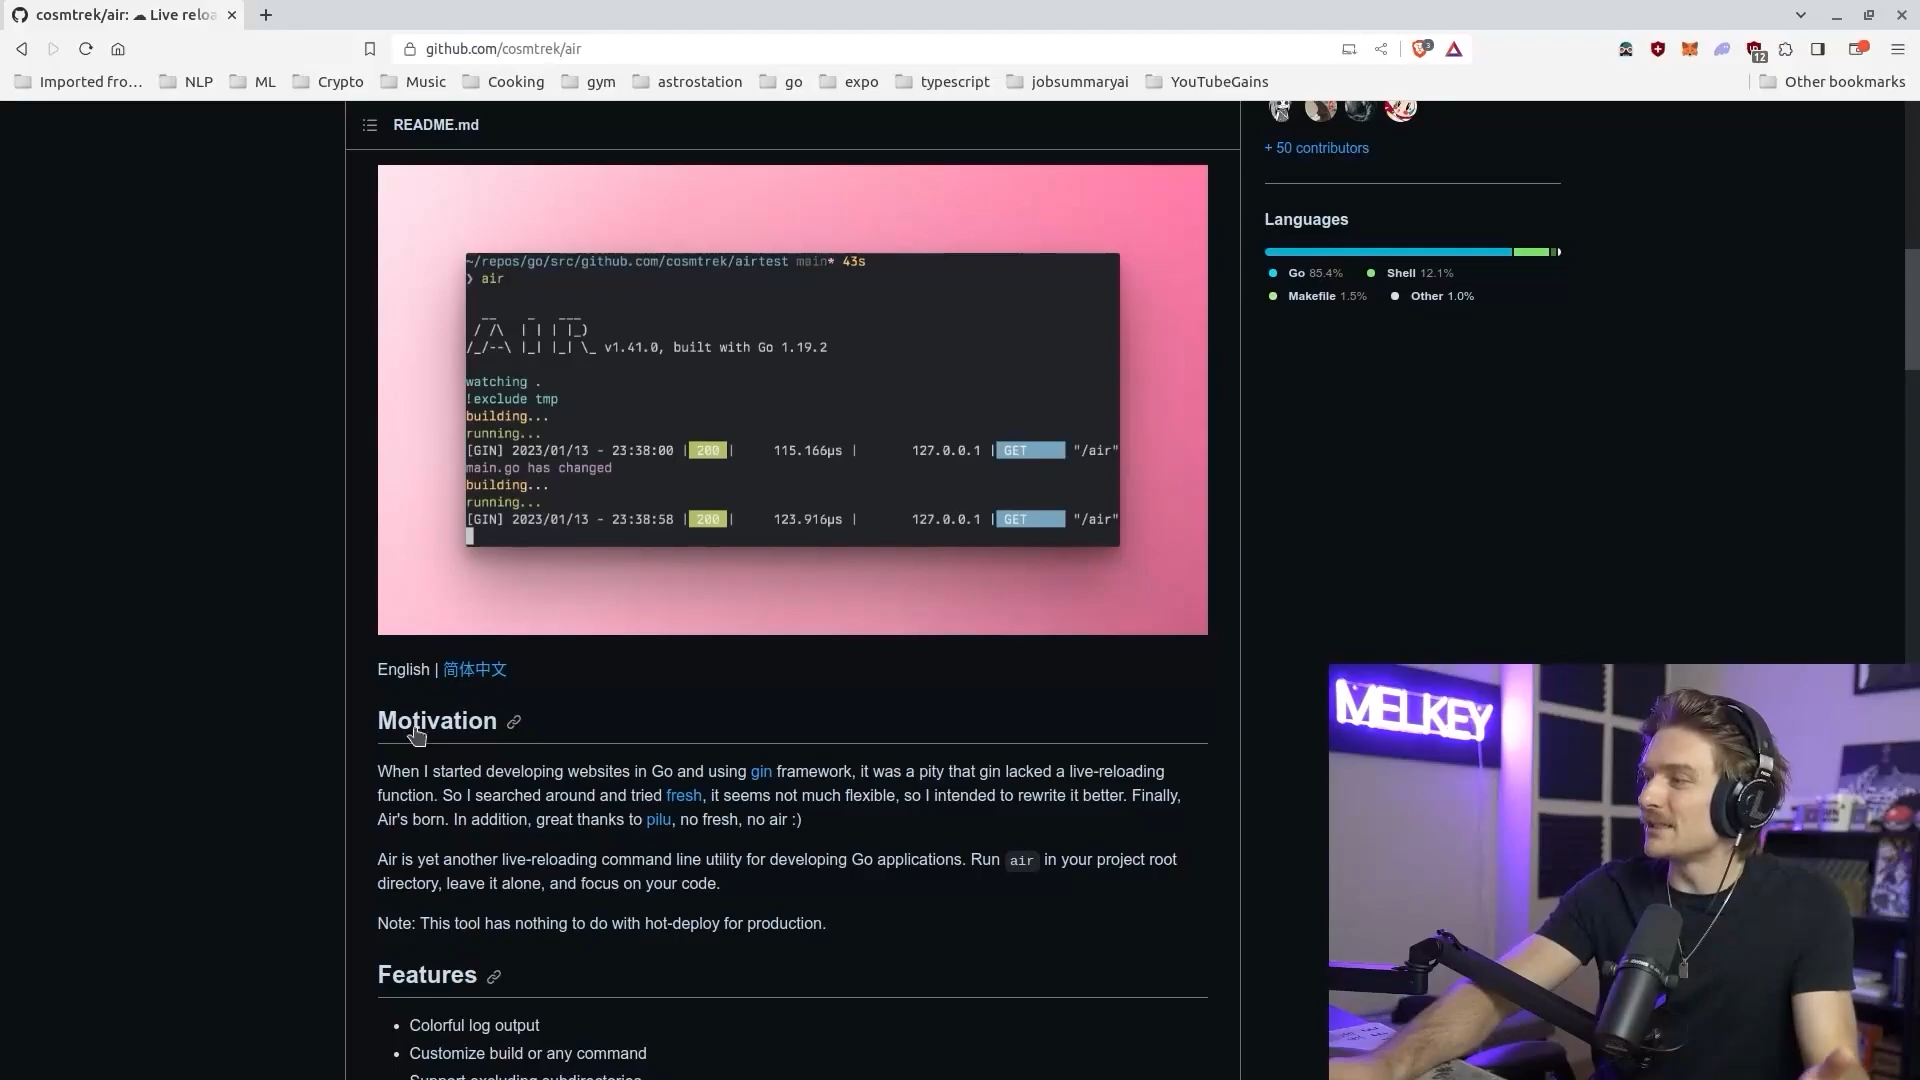 cosmtrek/air: ☁ Live reloa
github.com/cosmtrek/air
3
12
Imported fro...
NLP
ML
Crypto
Music
Cooking
gym
astrostation
go
expo
typescript
jobsummaryai
YouTubeGains
Other bookmarks
README.md
~/repos/go/src/github.com/cosmtrek/airtest main* 43s
❯ air
  __    _   ___
 / /\  | | | |_)
/_/--\ |_| |_| \_ v1.41.0, built with Go 1.19.2
watching .
!exclude tmp
building...
running...
[GIN] 2023/01/13 - 23:38:00 | 200 | 115.166µs | 127.0.0.1 | GET "/air"
main.go has changed
building...
running...
[GIN] 2023/01/13 - 23:38:58 | 200 | 123.916µs | 127.0.0.1 | GET "/air"
English | 简体中文
Motivation
When I started developing websites in Go and using gin framework, it was a pity that gin lacked a live-reloading
function. So I searched around and tried fresh, it seems not much flexible, so I intended to rewrite it better. Finally,
Air's born. In addition, great thanks to pilu, no fresh, no air :)
Air is yet another live-reloading command line utility for developing Go applications. Run air in your project root
directory, leave it alone, and focus on your code.
Note: This tool has nothing to do with hot-deploy for production.
Features
• Colorful log output
• Customize build or any command
• Support excluding subdirectories
+ 50 contributors
Languages
Go 85.4%
Shell 12.1%
Makefile 1.5%
Other 1.0%
MELKEY